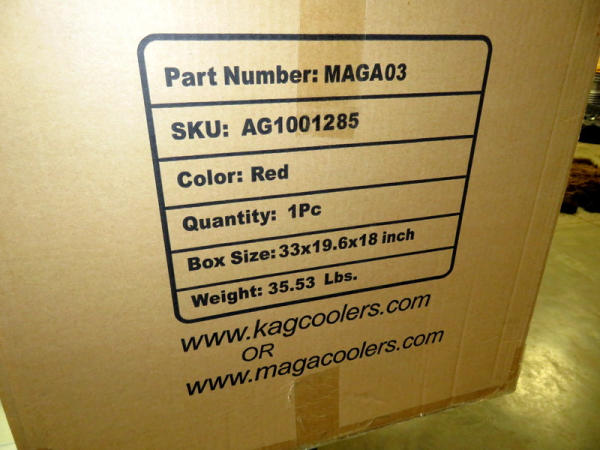 Part Number: MAGA03
SKU: AG1001285
Color: Red
Quantity: 1Pc
Box Size: 33x19.6x18 inch
Weight: 35.53 Lbs.
www.kagcoolers.com
OR
www.magacoolers.com